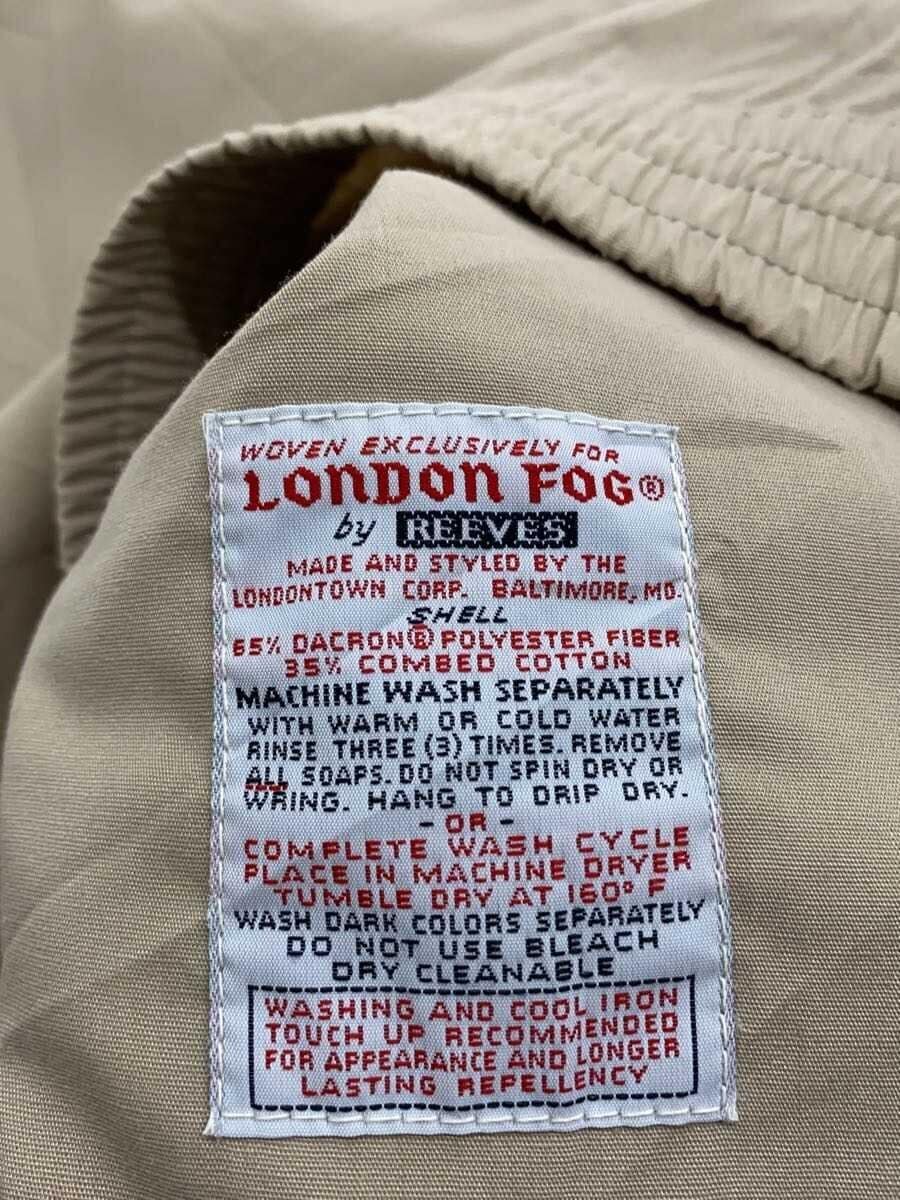 WOVEN EXCLUSIVELY FOR
LONDON FOG®
by REEVES
MADE AND STYLED BY THE
LONDONTOWN CORP. BALTIMORE, MD.
SHELL
65% DACRON® POLYESTER FIBER
35% COMBED COTTON
MACHINE WASH SEPARATELY
WITH WARM OR COLD WATER
RINSE THREE (3) TIMES. REMOVE
ALL SOAPS. DO NOT SPIN DRY OR
WRING. HANG TO DRIP DRY.
- OR -
COMPLETE WASH CYCLE
PLACE IN MACHINE DRYER
TUMBLE DRY AT 160° F
WASH DARK COLORS SEPARATELY
DO NOT USE BLEACH
DRY CLEANABLE
WASHING AND COOL IRON
TOUCH UP RECOMMENDED
FOR APPEARANCE AND LONGER
LASTING REPELLENCY